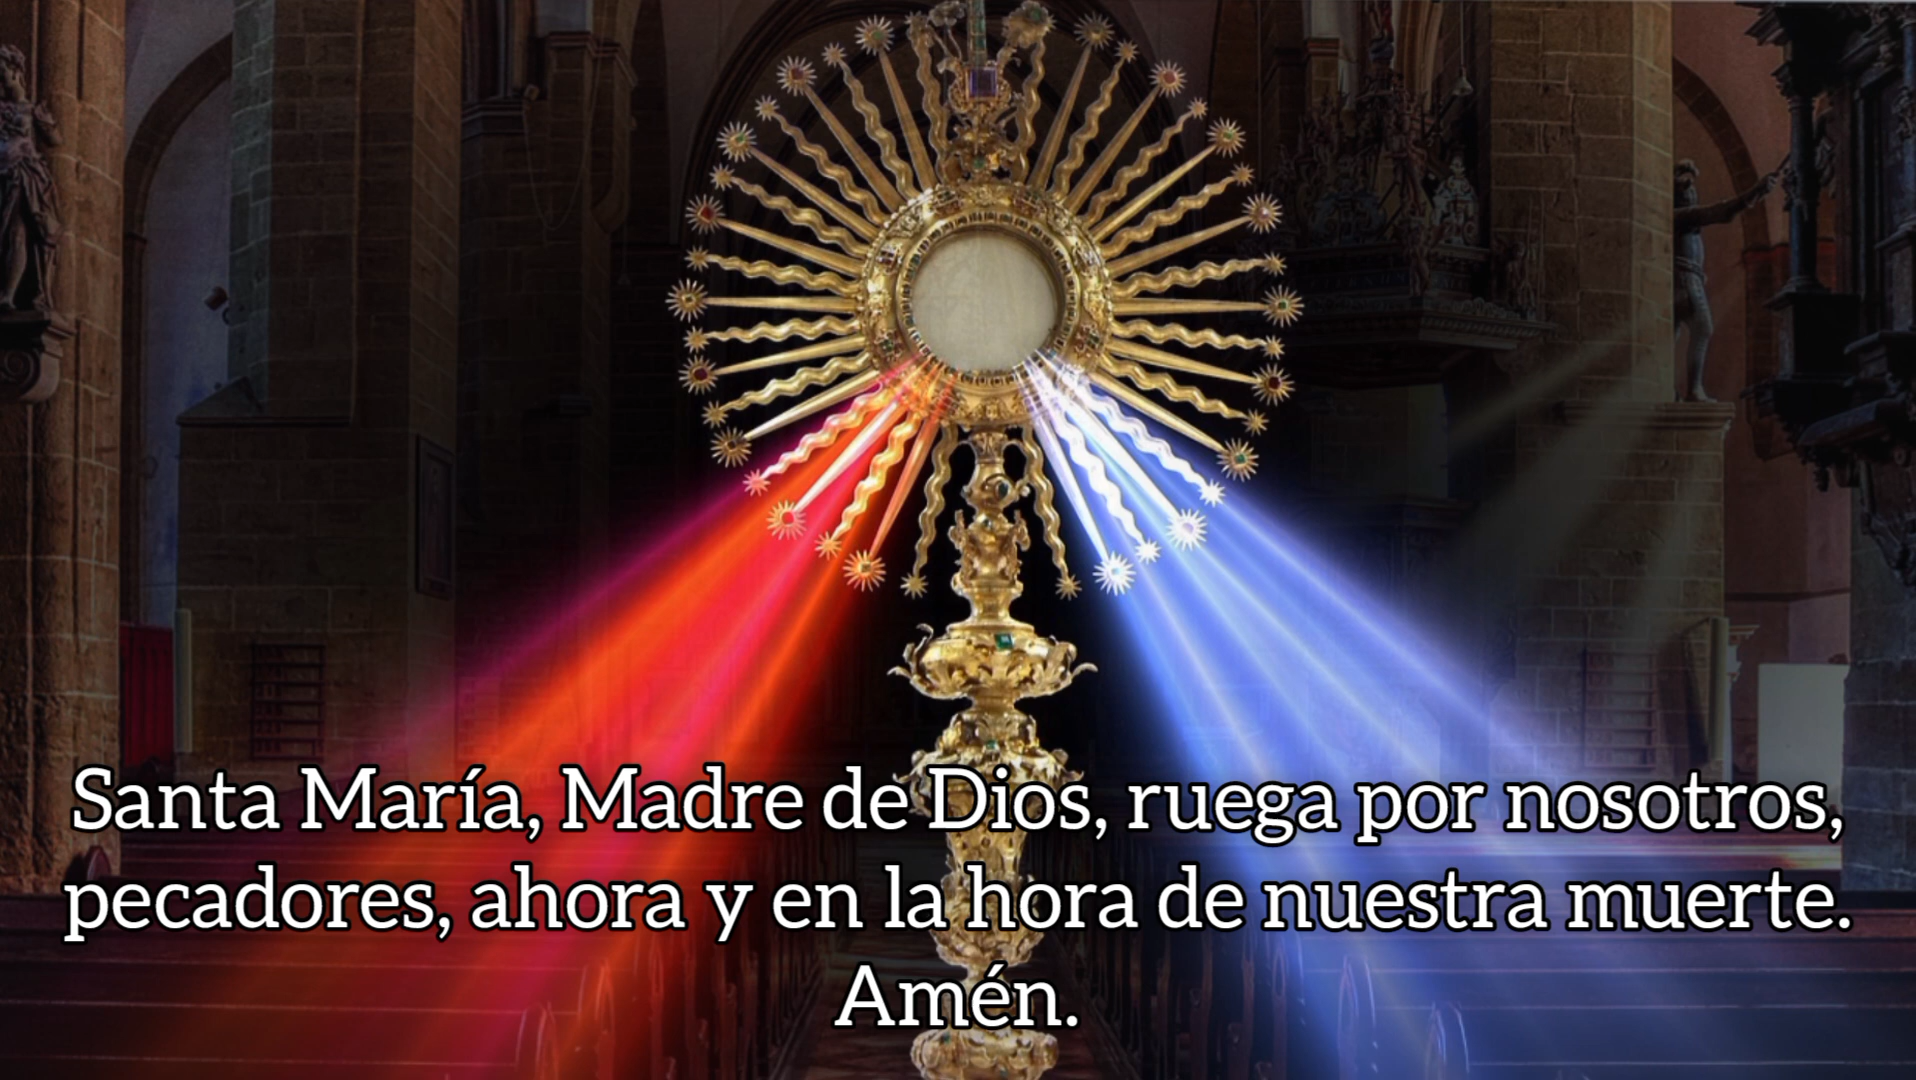 Santa María, Madre de Dios, ruega por nosotros,
pecadores, ahora y en la hora de nuestra muerte.
Amén.